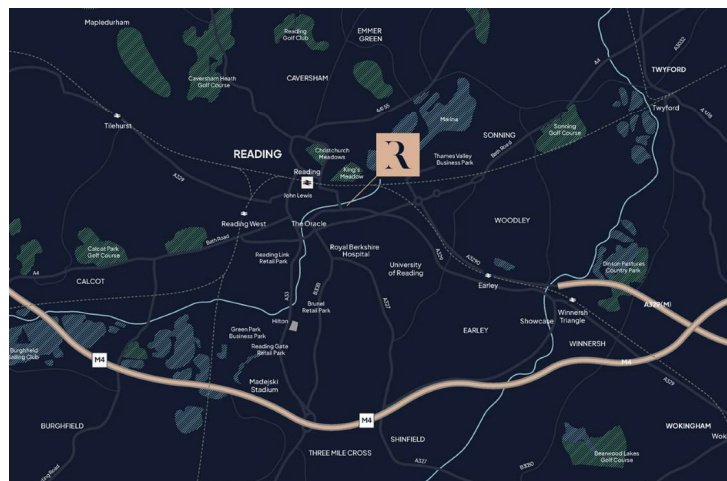 Mapledurham
Reading
Golf Club
EMMER
GREEN
A3032
A4
TWYFORD
Caversham Heath
Golf Course
CAVERSHAM
A4155
Twyford
Tilehurst
Marina
SONNING
Sonning
Golf Course
READING
Christchurch
Meadows
Thames Valley
Business Park
Bath Road
Reading
King's
Meadow
R
A329
John Lewis
Reading West
The Oracle
WOODLEY
Bath Road
Calcot Park
Golf Course
Reading Link
Retail Park
Royal Berkshire
Hospital
University
of Reading
A329
A3290
Dinton Pastures
Country Park
A4
CALCOT
Earley
A33
B3310
Brunel
Retail Park
A327
A329(M)
Winnersh
Triangle
Hilton
Showcase
Green Park
Business Park
EARLEY
WINNERSH
Reading Gate
Retail Park
Burghfield
Sailing Club
M4
M4
Madejski
Stadium
A329
M4
BURGHFIELD
SHINFIELD
WOKINGHAM
THREE MILE CROSS
A327
Bearwood Lakes
Golf Course